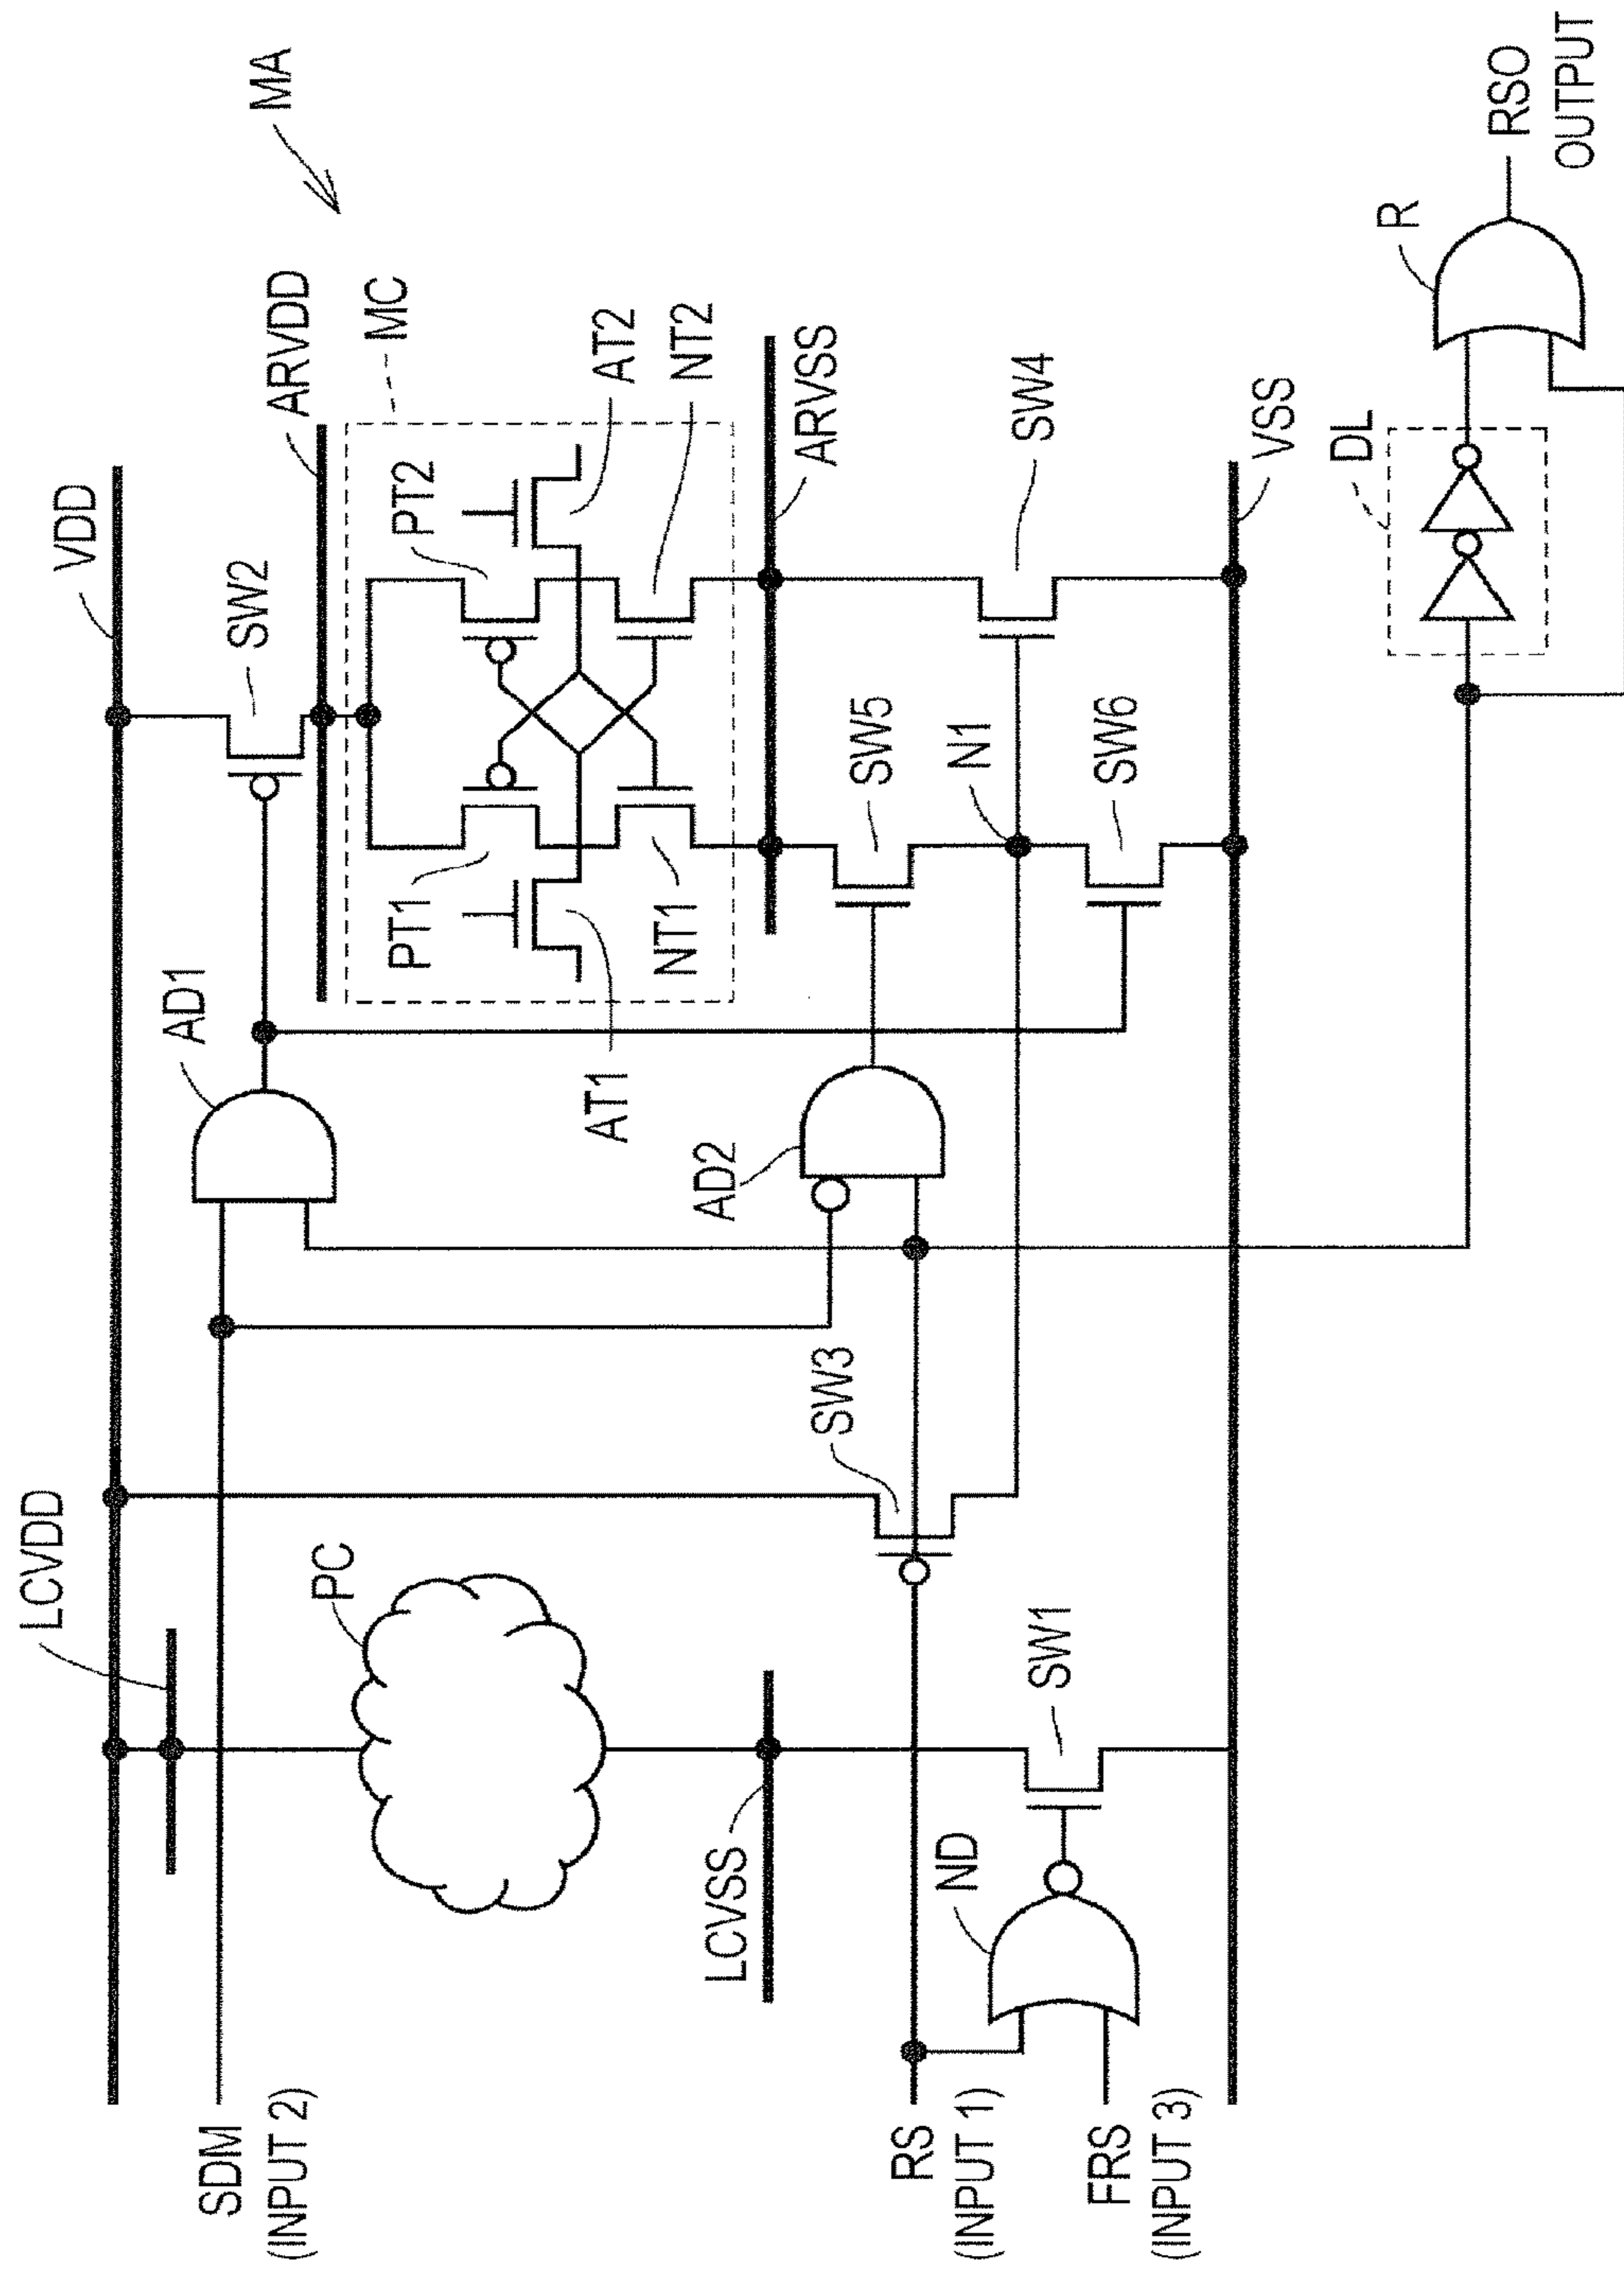 MA
VDD
SW2
ARVDD
MC
PT2
AT2
NT2
ARVSS
SW4
VSS
PT1
NT1
AT1
AD1
AD2
SW5
N1
SW6
DL
R
RSO
OUTPUT
LCVDD
PC
SW3
LCVSS
ND
SW1
SDM
(INPUT 2)
RS
(INPUT 1)
FRS
(INPUT 3)